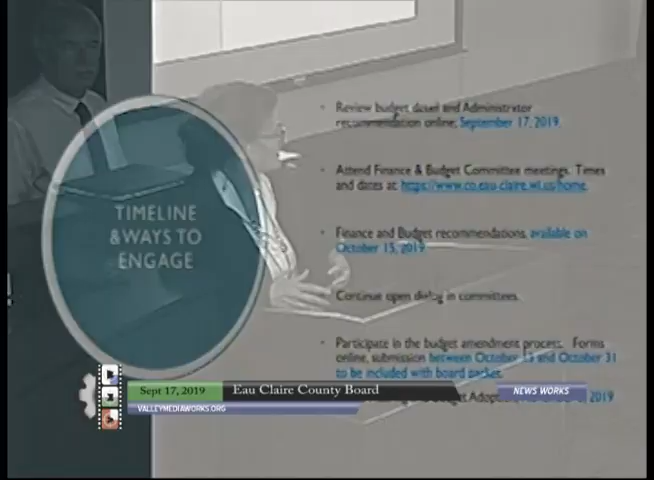 TIMELINE
&WAYS TO
ENGAGE
• Review budget detail and Administrator
recommendation online, September 17, 2019.
• Attend Finance & Budget Committee meetings. Times
and dates at https://www.co.eau-claire.wi.us/home.
• Finance and Budget recommendations, available on
October 15, 2019
• Continue open dialog in committees.
• Participate in the budget amendment process. Forms
online, submission between October 15 and October 31
to be included with board packet.
Budget Adop 2019
Sept 17, 2019
Eau Claire County Board
NEWS WORKS
VALLEYMEDIAWORKS.ORG